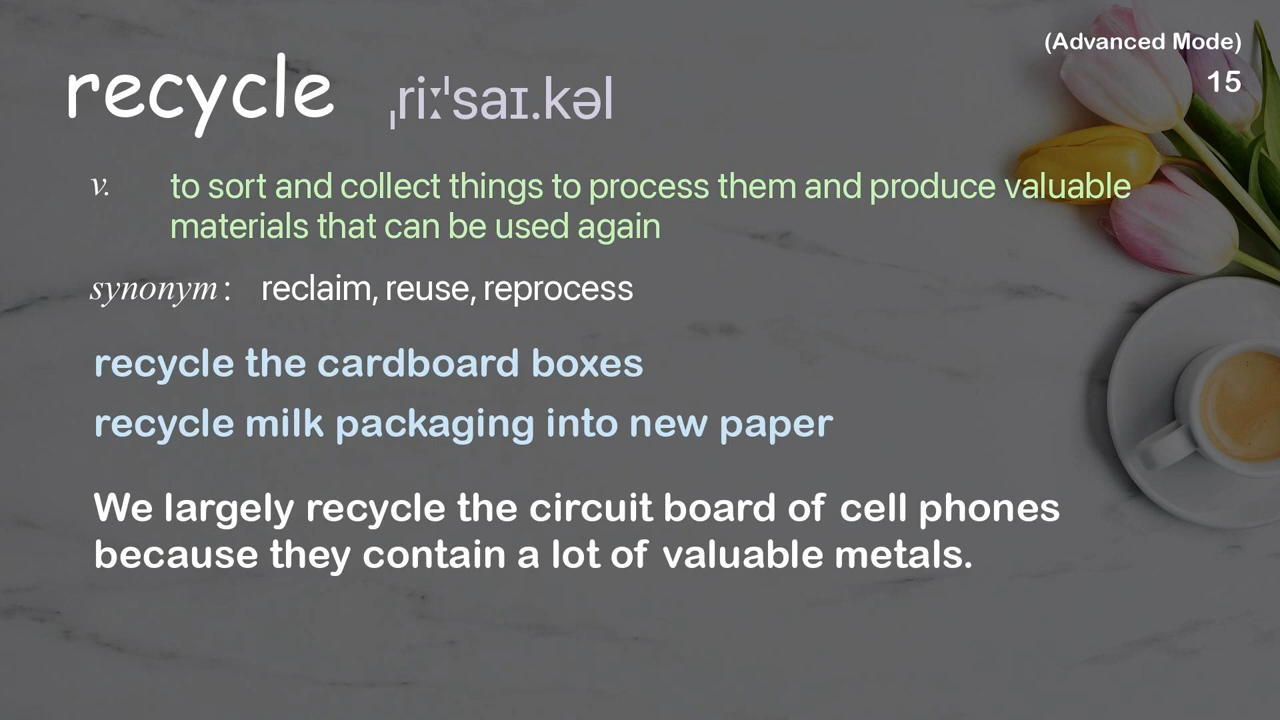 (Advanced Mode)
15
recycle ˌriːˈsaɪ.kəl
v. to sort and collect things to process them and produce valuable
materials that can be used again
synonym : reclaim, reuse, reprocess
recycle the cardboard boxes
recycle milk packaging into new paper
We largely recycle the circuit board of cell phones
because they contain a lot of valuable metals.